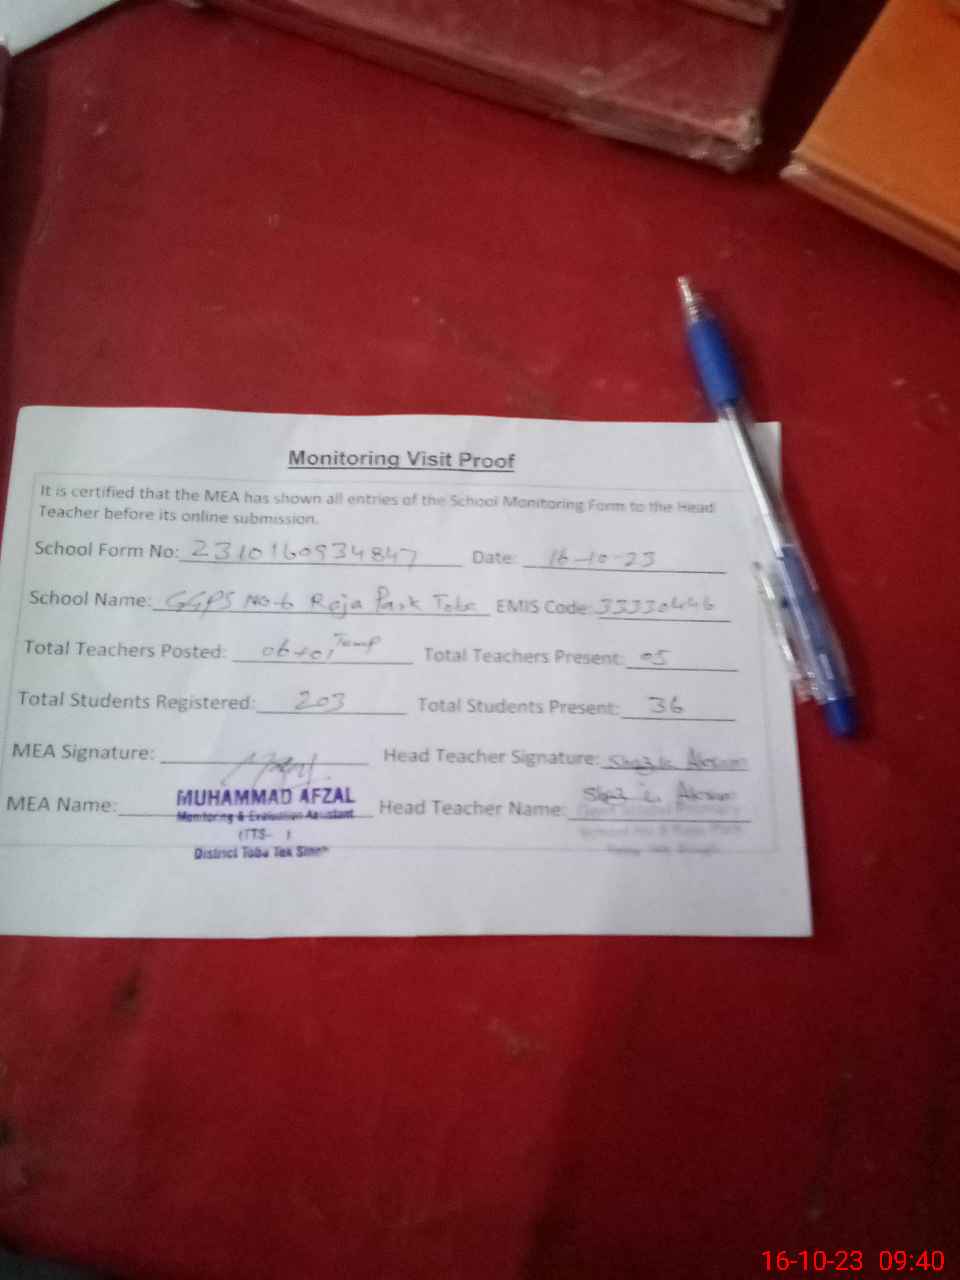 Monitoring Visit Proof
It is certified that the MEA has shown all entries of the School Monitoring Form to the Head
Teacher before its online submission.
School Form No: 2310160934847 Date: 16-10-23
School Name: GGPS No-6 Raja Park Toba EMIS Code: 33330446
Total Teachers Posted: 06+01 Temp Total Teachers Present: 05
Total Students Registered: 203 Total Students Present: 36
MEA Signature: Head Teacher Signature:
MEA Name: MUHAMMAD AFZAL Head Teacher Name:
Monitoring & Evaluation Assistant
(TTS- )
District Toba Tek Singh
16-10-23 09:40